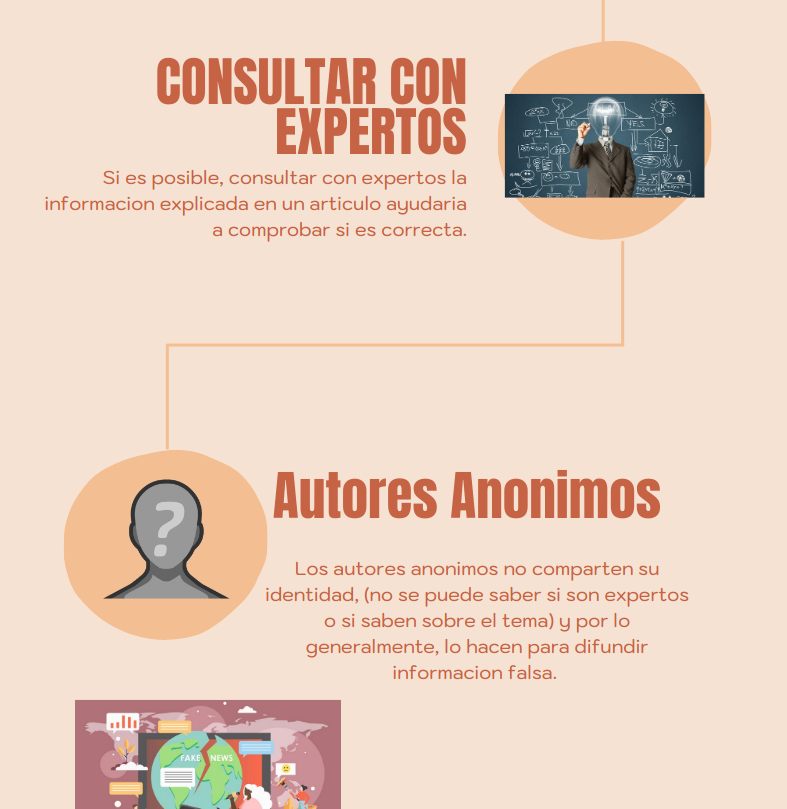 CONSULTAR CON
EXPERTOS
Si es posible, consultar con expertos la
informacion explicada en un articulo ayudaria
a comprobar si es correcta.
NO
YES
?
Autores Anonimos
Los autores anonimos no comparten su
identidad, (no se puede saber si son expertos
o si saben sobre el tema) y por lo
generalmente, lo hacen para difundir
informacion falsa.
FAKE NEWS